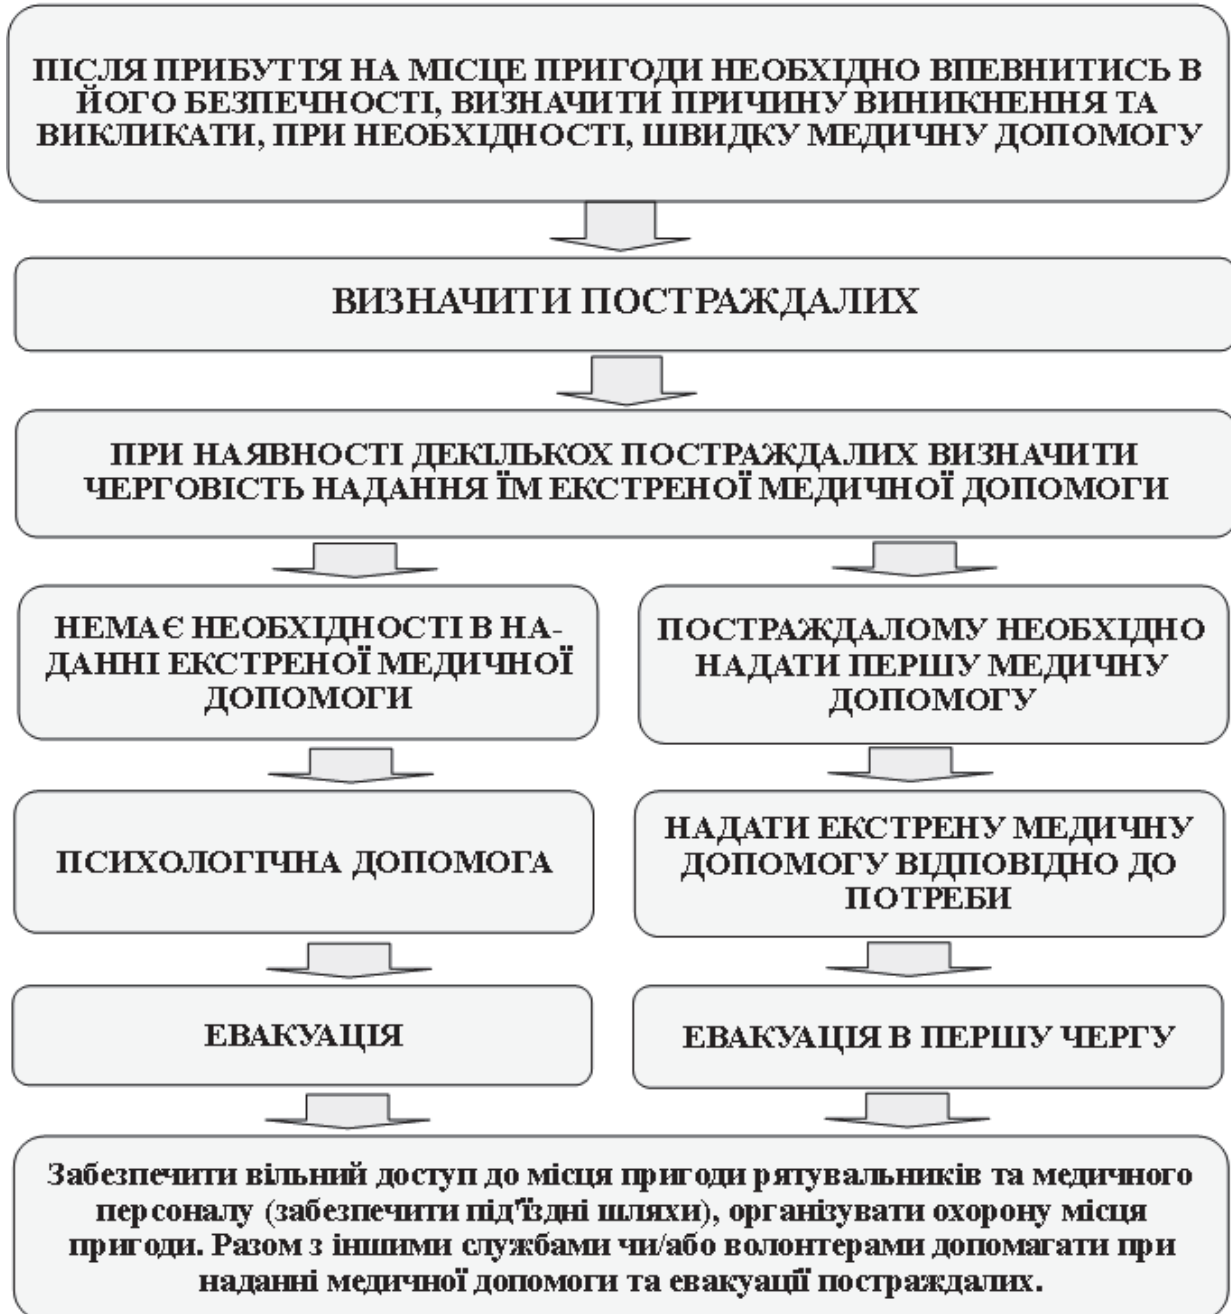 ПІСЛЯ ПРИБУТТЯ НА МІСЦЕ ПРИГОДИ НЕОБХІДНО ВПЕВНИТИСЬ В
ЙОГО БЕЗПЕЧНОСТІ, ВИЗНАЧИТИ ПРИЧИНУ ВИНИКНЕННЯ ТА
ВИКЛИКАТИ, ПРИ НЕОБХІДНОСТІ, ШВИДКУ МЕДИЧНУ ДОПОМОГУ
ВИЗНАЧИТИ ПОСТРАЖДАЛИХ
ПРИ НАЯВНОСТІ ДЕКІЛЬКОХ ПОСТРАЖДАЛИХ ВИЗНАЧИТИ
ЧЕРГОВІСТЬ НАДАННЯ ЇМ ЕКСТРЕНОЇ МЕДИЧНОЇ ДОПОМОГИ
НЕМАЄ НЕОБХІДНОСТІ В НА-
ДАННІ ЕКСТРЕНОЇ МЕДИЧНОЇ
ДОПОМОГИ
ПОСТРАЖДАЛОМУ НЕОБХІДНО
НАДАТИ ПЕРШУ МЕДИЧНУ
ДОПОМОГУ
ПСИХОЛОГІЧНА ДОПОМОГА
НАДАТИ ЕКСТРЕНУ МЕДИЧНУ
ДОПОМОГУ ВІДПОВІДНО ДО
ПОТРЕБИ
ЕВАКУАЦІЯ
ЕВАКУАЦІЯ В ПЕРШУ ЧЕРГУ
Забезпечити вільний доступ до місця пригоди рятувальників та медичного
персоналу (забезпечити під'їздні шляхи), організувати охорону місця
пригоди. Разом з іншими службами чи/або волонтерами допомагати при
наданні медичної допомоги та евакуації постраждалих.